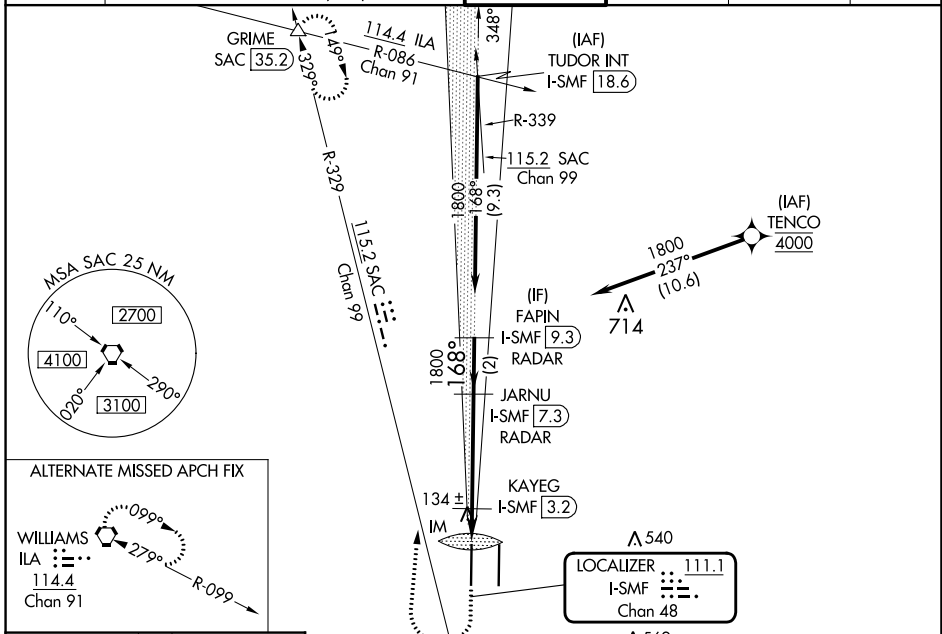 GRIME
SAC 35.2
149°
329°
114.4 ILA
R-086
Chan 91
348°
(IAF)
TUDOR INT
I-SMF 18.6
R-339
115.2 SAC
Chan 99
1800
168°
(9.3)
R-329
115.2 SAC
Chan 99
(IAF)
TENCO
4000
1800
237°
(10.6)
714
MSA SAC 25 NM
110°
2700
4100
020°
290°
3100
(IF)
FAPIN
I-SMF 9.3
RADAR
1800
168°
(2)
JARNU
I-SMF 7.3
RADAR
KAYEG
I-SMF 3.2
134 ±
IM
ALTERNATE MISSED APCH FIX
WILLIAMS
ILA
114.4
Chan 91
099°
279°
R-099
540
LOCALIZER 111.1
I-SMF
Chan 48